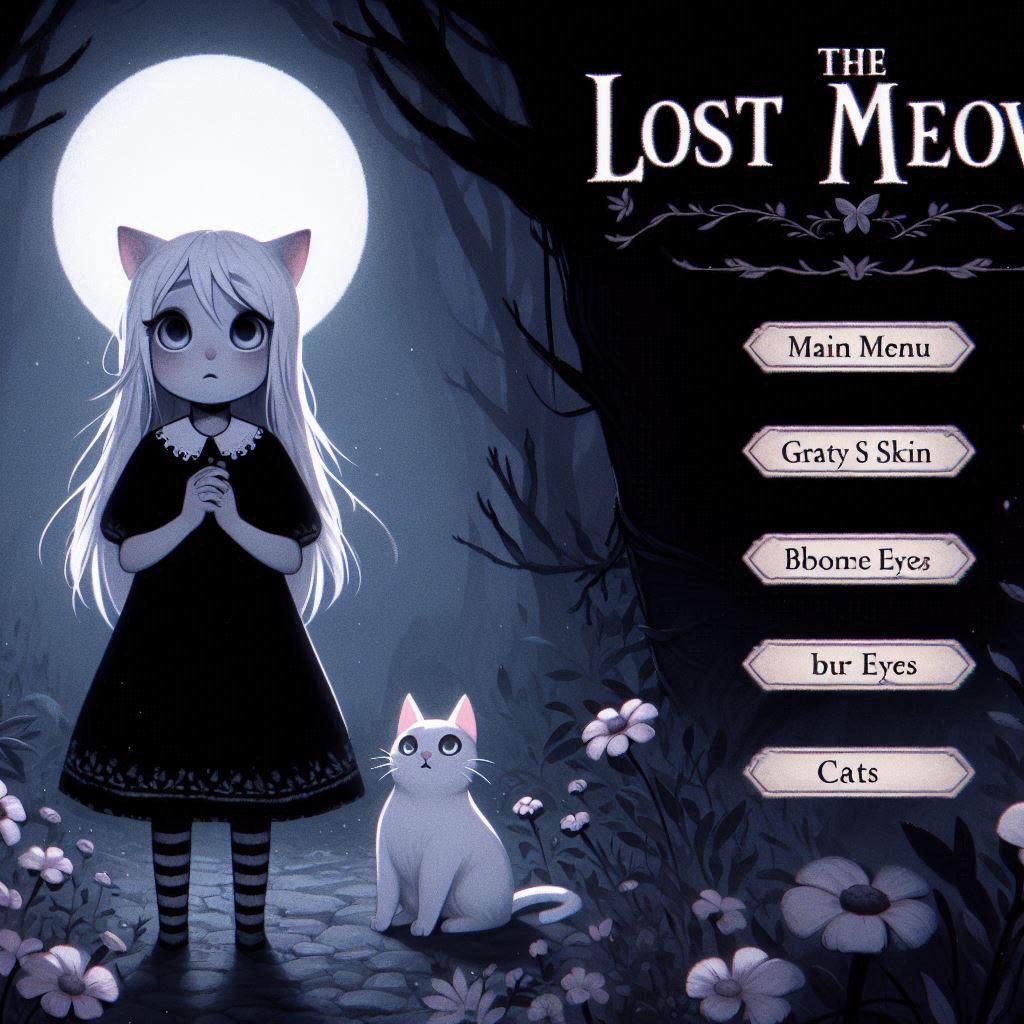 THE
LOST MEOW
Main Menu
Graty S Skin
Bbome Eyes
bur Eyes
Cats